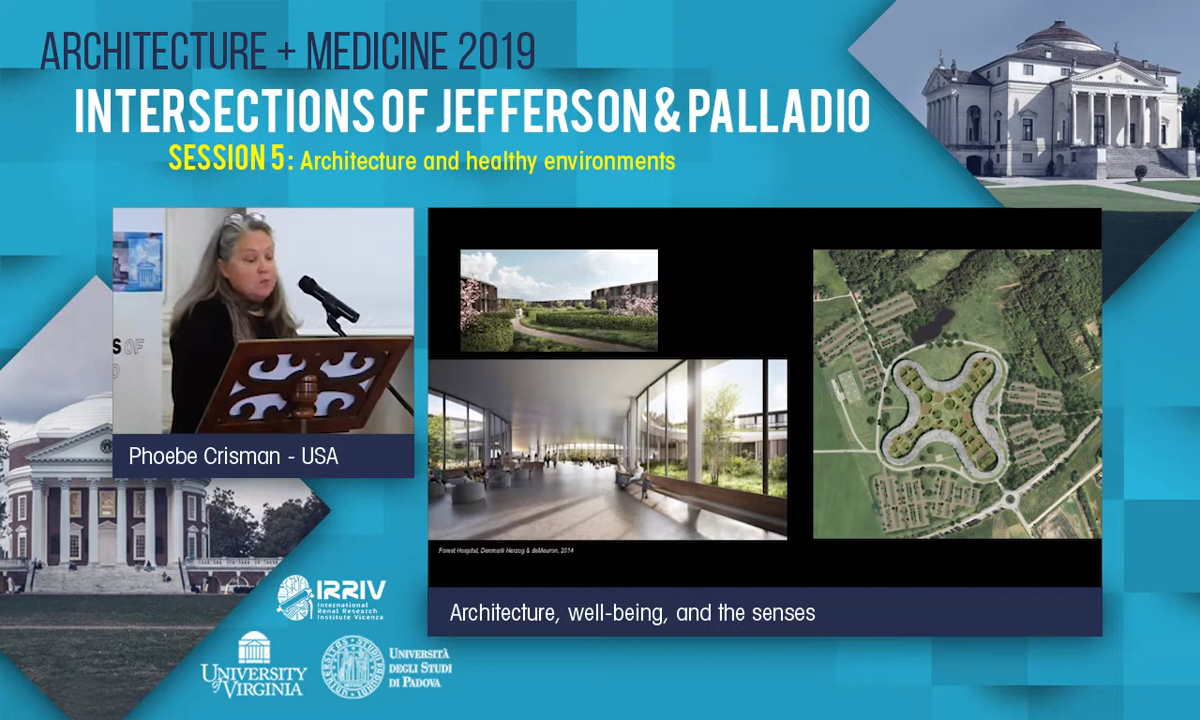 ARCHITECTURE + MEDICINE 2019
INTERSECTIONS OF JEFFERSON & PALLADIO
SESSION 5: Architecture and healthy environments
S OF
Phoebe Crisman - USA
Forest Hospital, Denmark Herzog & deMeuron, 2014
Architecture, well-being, and the senses
IRRIV
International
Renal Research
Institute Vicenza
UNIVERSITY
of VIRGINIA
UNIVERSITÀ
DEGLI STUDI
DI PADOVA